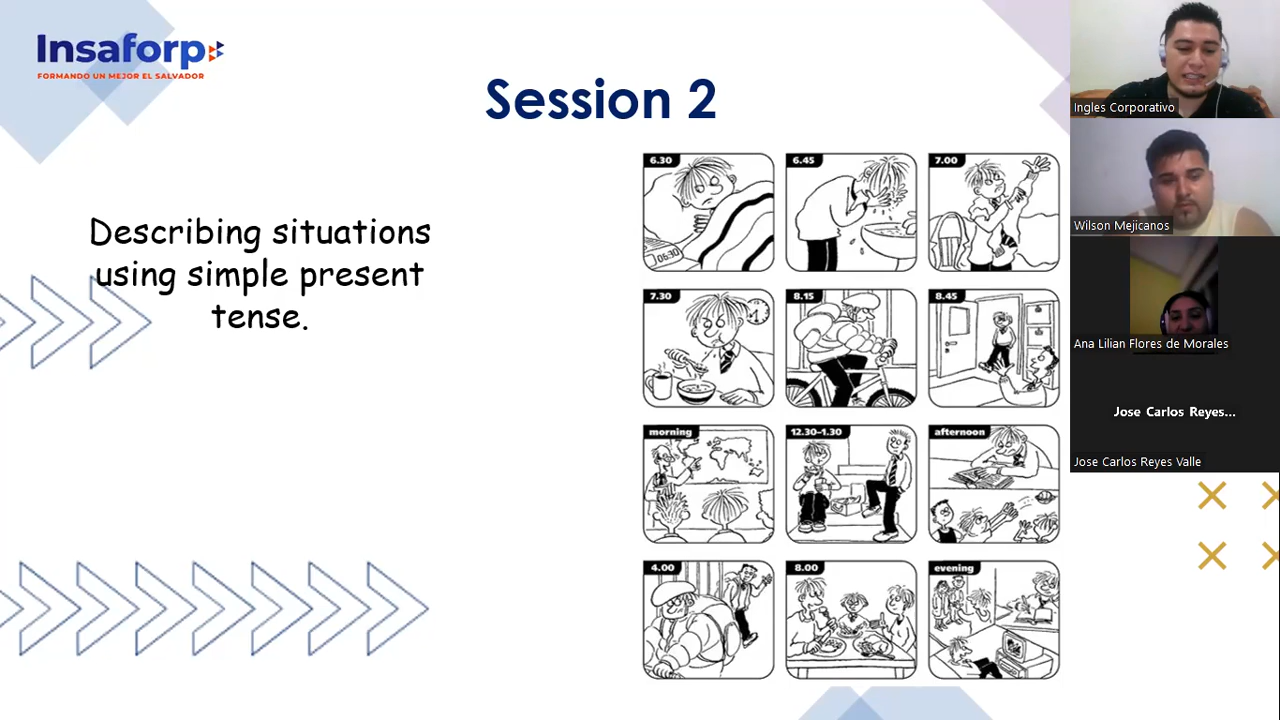 Insaforp
FORMANDO UN MEJOR EL SALVADOR
Session 2
Describing situations
using simple present
tense.
6.30
6.45
7.00
06:30
7.30
8.15
8.45
morning
12.30–1.30
afternoon
4.00
8.00
evening
Ingles Corporativo
Wilson Mejicanos
Ana Lilian Flores de Morales
Jose Carlos Reyes...
Jose Carlos Reyes Valle